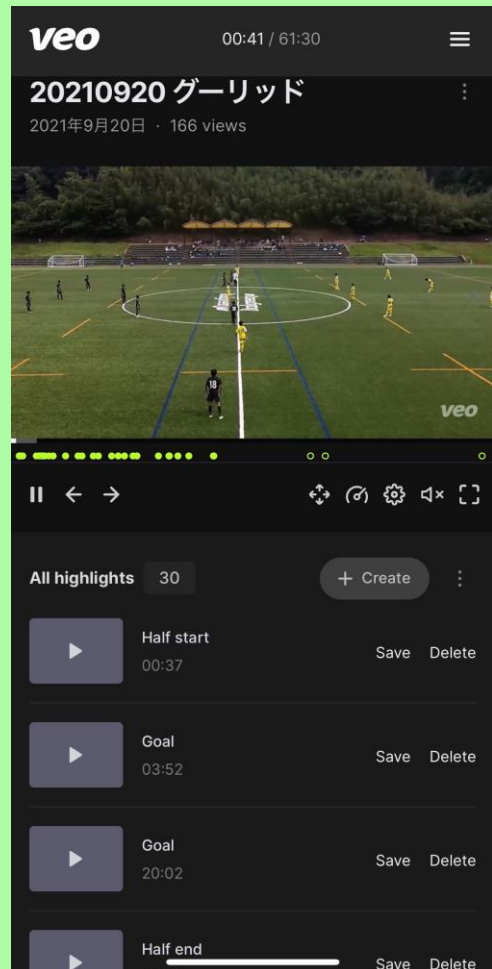 veo
00:41 / 61:30
20210920 グーリッド
2021年9月20日 · 166 views
18
veo
All highlights 30
+ Create
Half start
00:37
Save Delete
Goal
03:52
Save Delete
Goal
20:02
Save Delete
Half end
Save Delete